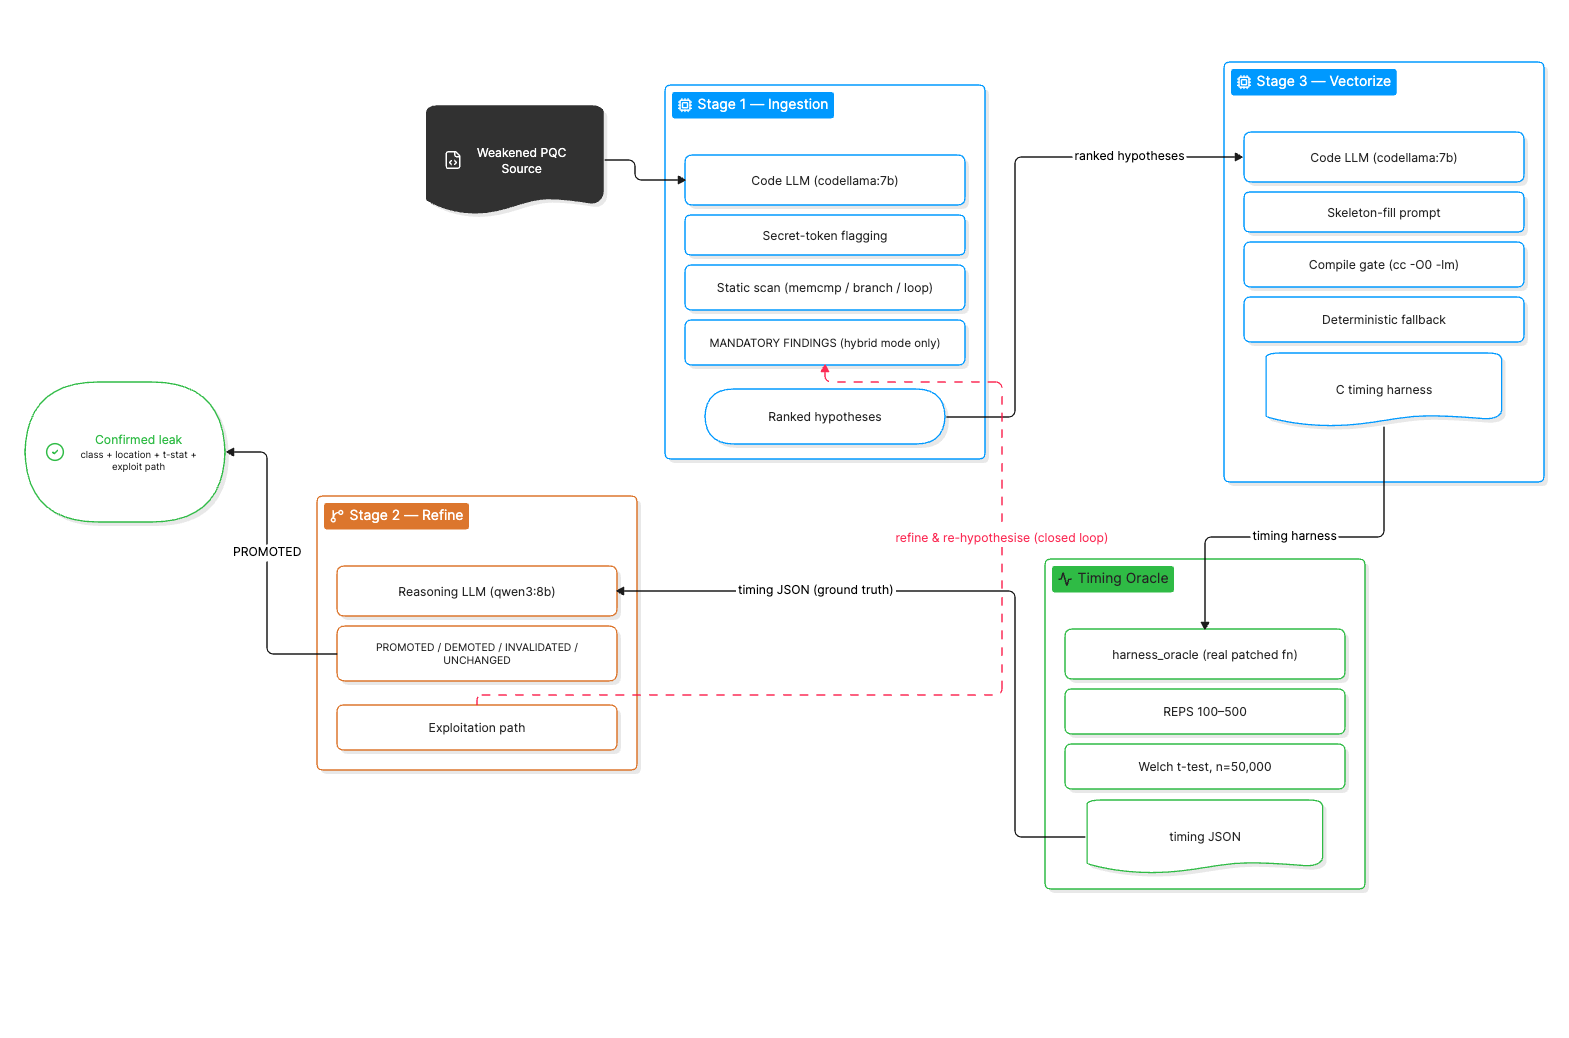 Weakened PQC
Source
Stage 1 — Ingestion
Code LLM (codellama:7b)
Secret-token flagging
Static scan (memcmp / branch / loop)
MANDATORY FINDINGS (hybrid mode only)
Ranked hypotheses
ranked hypotheses
Stage 3 — Vectorize
Code LLM (codellama:7b)
Skeleton-fill prompt
Compile gate (cc -O0 -lm)
Deterministic fallback
C timing harness
timing harness
Timing Oracle
harness_oracle (real patched fn)
REPS 100–500
Welch t-test, n=50,000
timing JSON
timing JSON (ground truth)
refine & re-hypothesise (closed loop)
Stage 2 — Refine
Reasoning LLM (qwen3:8b)
PROMOTED / DEMOTED / INVALIDATED /
UNCHANGED
Exploitation path
PROMOTED
Confirmed leak
class + location + t-stat +
exploit path